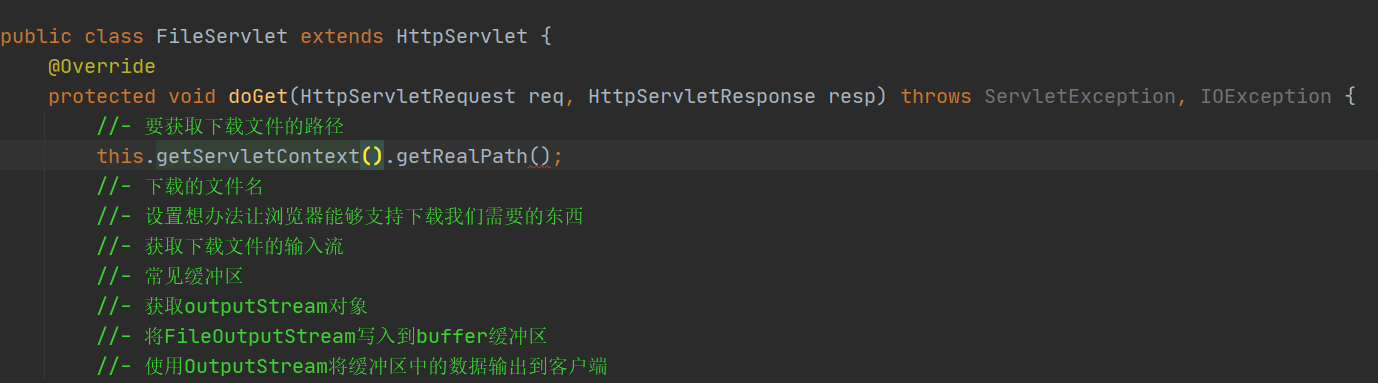 public class FileServlet extends HttpServlet {
@Override
protected void doGet(HttpServletRequest req, HttpServletResponse resp) throws ServletException, IOException {
//- 要获取下载文件的路径
this.getServletContext().getRealPath();
//- 下载的文件名
//- 设置想办法让浏览器能够支持下载我们需要的东西
//- 获取下载文件的输入流
//- 常见缓冲区
//- 获取outputStream对象
//- 将FileOutputStream写入到buffer缓冲区
//- 使用OutputStream将缓冲区中的数据输出到客户端